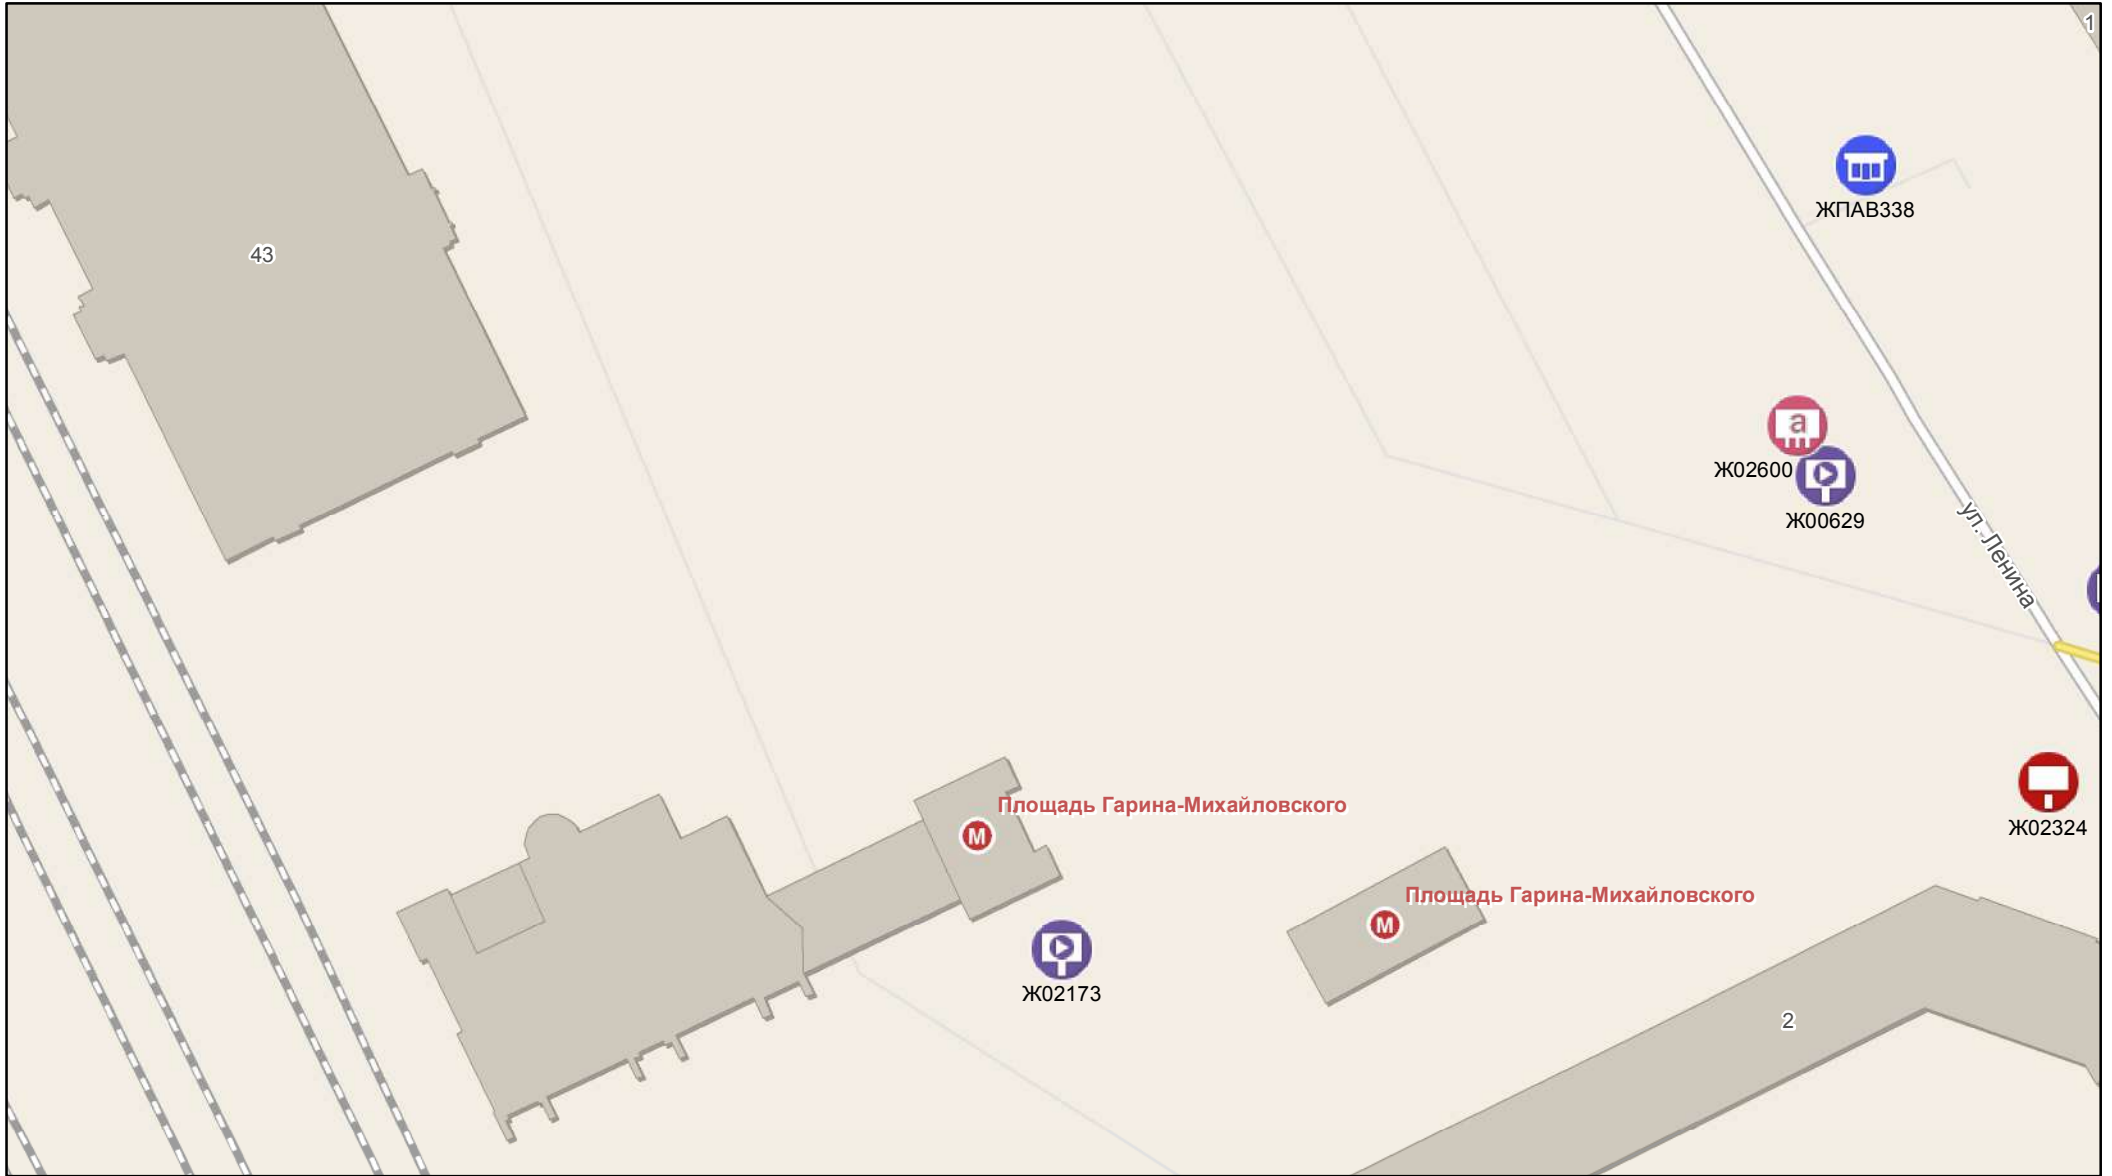 1
ЖПАВ338
43
a
Ж02600
Ж00629
ул. Ленина
Площадь Гарина-Михайловского
М
Ж02324
Площадь Гарина-Михайловского
М
Ж02173
2